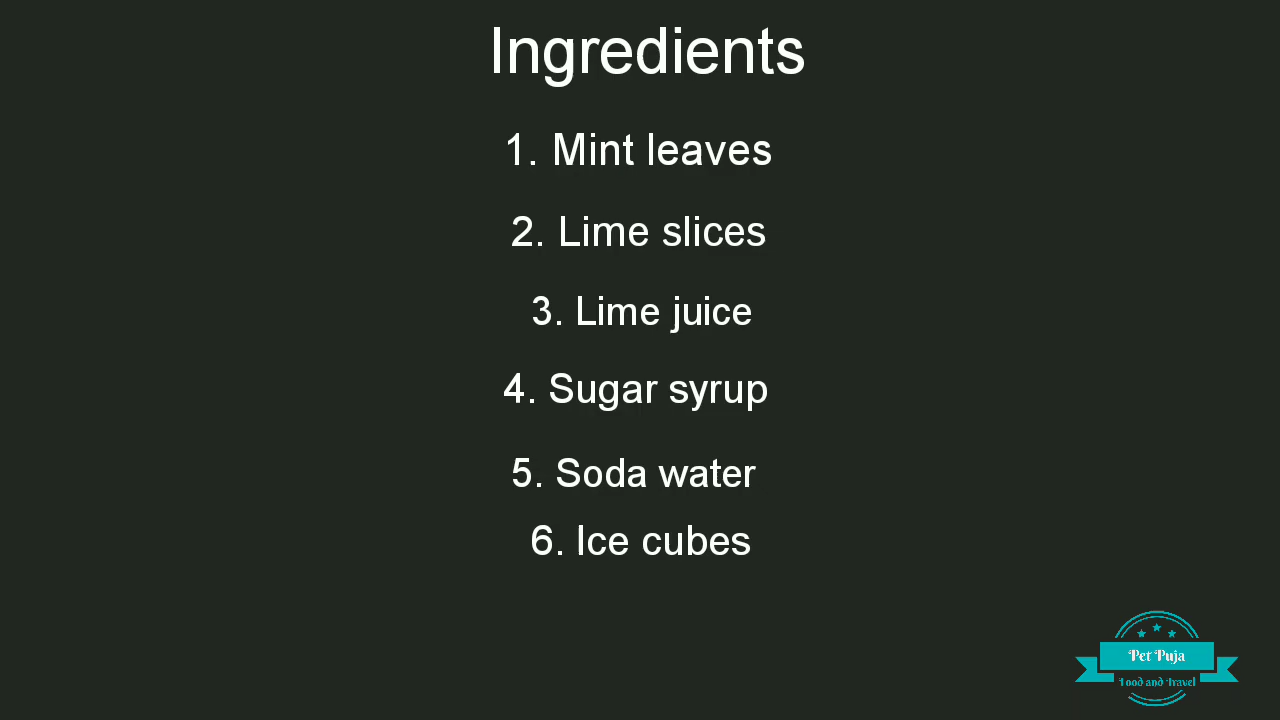 Ingredients
1. Mint leaves
2. Lime slices
3. Lime juice
4. Sugar syrup
5. Soda water
6. Ice cubes
Pet Puja
Food and Travel